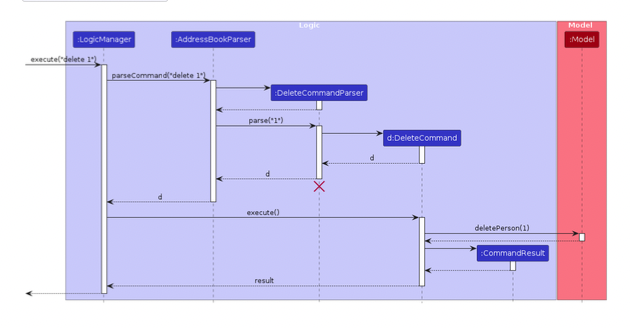 Logic
Model
:LogicManager
:AddressBookParser
:Model
execute("delete 1")
parseCommand("delete 1")
:DeleteCommandParser
parse("1")
d:DeleteCommand
d
d
d
execute()
deletePerson(1)
:CommandResult
result